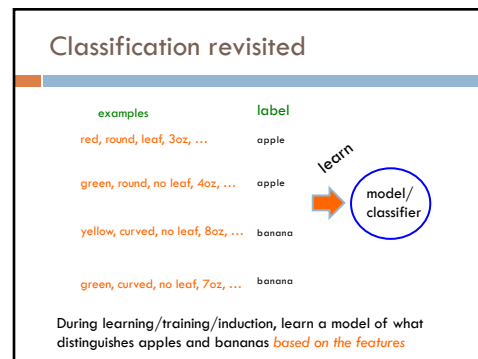 Classification revisited
examples label
red, round, leaf, 3oz, … apple
learn
green, round, no leaf, 4oz, … apple
model/
classifier
yellow, curved, no leaf, 8oz, … banana
green, curved, no leaf, 7oz, … banana
During learning/training/induction, learn a model of what
distinguishes apples and bananas based on the features